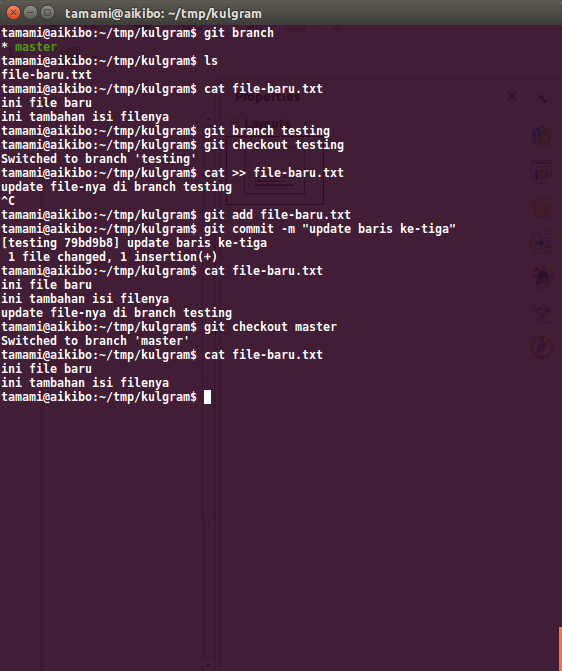 tamami@aikibo: ~/tmp/kulgram
tamami@aikibo:~/tmp/kulgram$ git branch
* master
tamami@aikibo:~/tmp/kulgram$ ls
file-baru.txt
tamami@aikibo:~/tmp/kulgram$ cat file-baru.txt
ini file baru
ini tambahan isi filenya
tamami@aikibo:~/tmp/kulgram$ git branch testing
tamami@aikibo:~/tmp/kulgram$ git checkout testing
Switched to branch 'testing'
tamami@aikibo:~/tmp/kulgram$ cat >> file-baru.txt
update file-nya di branch testing
^C
tamami@aikibo:~/tmp/kulgram$ git add file-baru.txt
tamami@aikibo:~/tmp/kulgram$ git commit -m "update baris ke-tiga"
[testing 79bd9b8] update baris ke-tiga
 1 file changed, 1 insertion(+)
tamami@aikibo:~/tmp/kulgram$ cat file-baru.txt
ini file baru
ini tambahan isi filenya
update file-nya di branch testing
tamami@aikibo:~/tmp/kulgram$ git checkout master
Switched to branch 'master'
tamami@aikibo:~/tmp/kulgram$ cat file-baru.txt
ini file baru
ini tambahan isi filenya
tamami@aikibo:~/tmp/kulgram$
Properties
Layouts